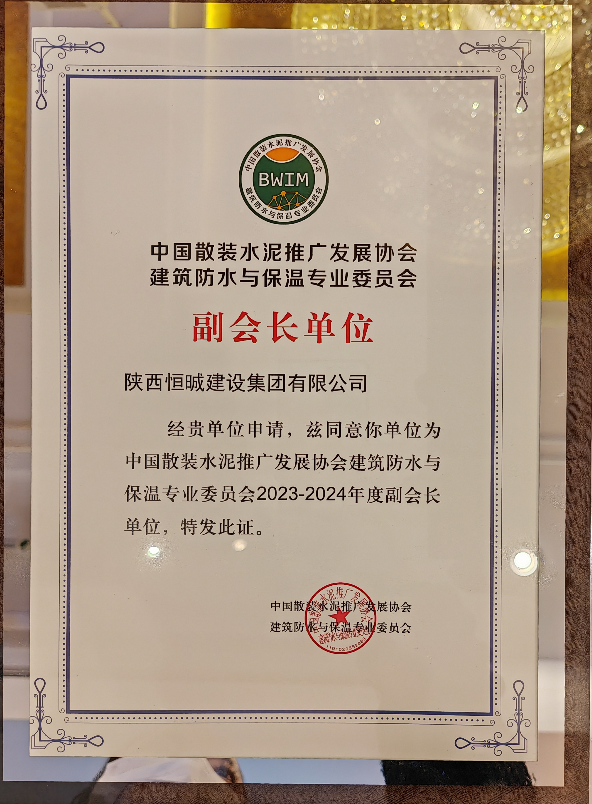 中国散装水泥推广发展协会
BWIM
建筑防水与保温专业委员会
中国散装水泥推广发展协会
建筑防水与保温专业委员会
副会长单位
陕西恒晠建设集团有限公司
经贵单位申请，兹同意你单位为
中国散装水泥推广发展协会建筑防水与
保温专业委员会2023-2024年度副会长
单位，特发此证。
中国散装水泥推广发展协会
建筑防水与保温专业委员会